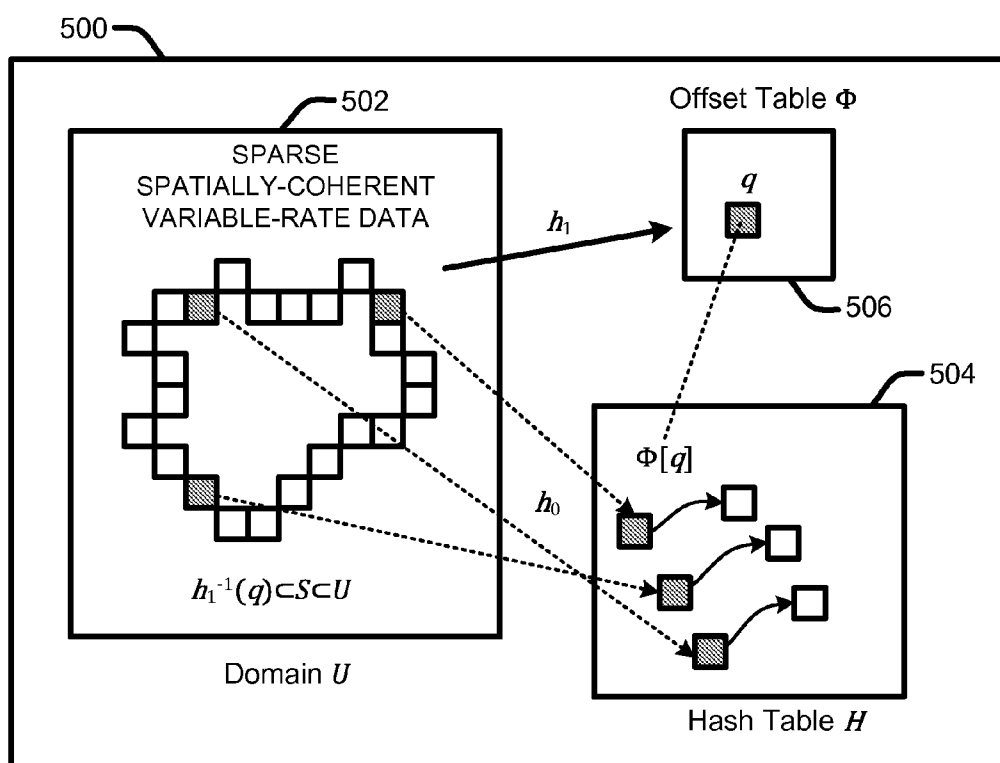 500
502
SPARSE
SPATIALLY-COHERENT
VARIABLE-RATE DATA
h₁⁻¹(q)⊂S⊂U
Domain U
h₁
Offset Table Φ
q
506
504
Φ[q]
h₀
Hash Table H